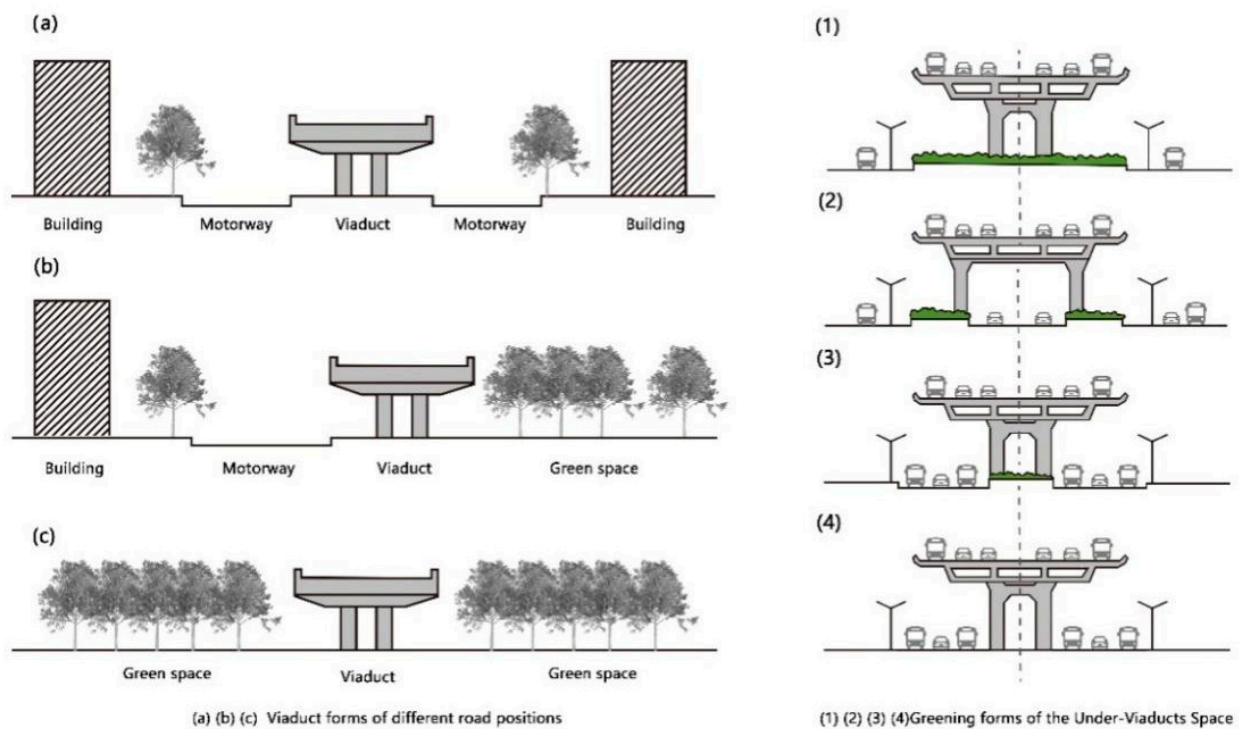 (a)
Building Motorway Viaduct Motorway Building
(b)
Building Motorway Viaduct Green space
(c)
Green space Viaduct Green space
(a) (b) (c) Viaduct forms of different road positions
(1)
(2)
(3)
(4)
(1) (2) (3) (4)Greening forms of the Under-Viaducts Space